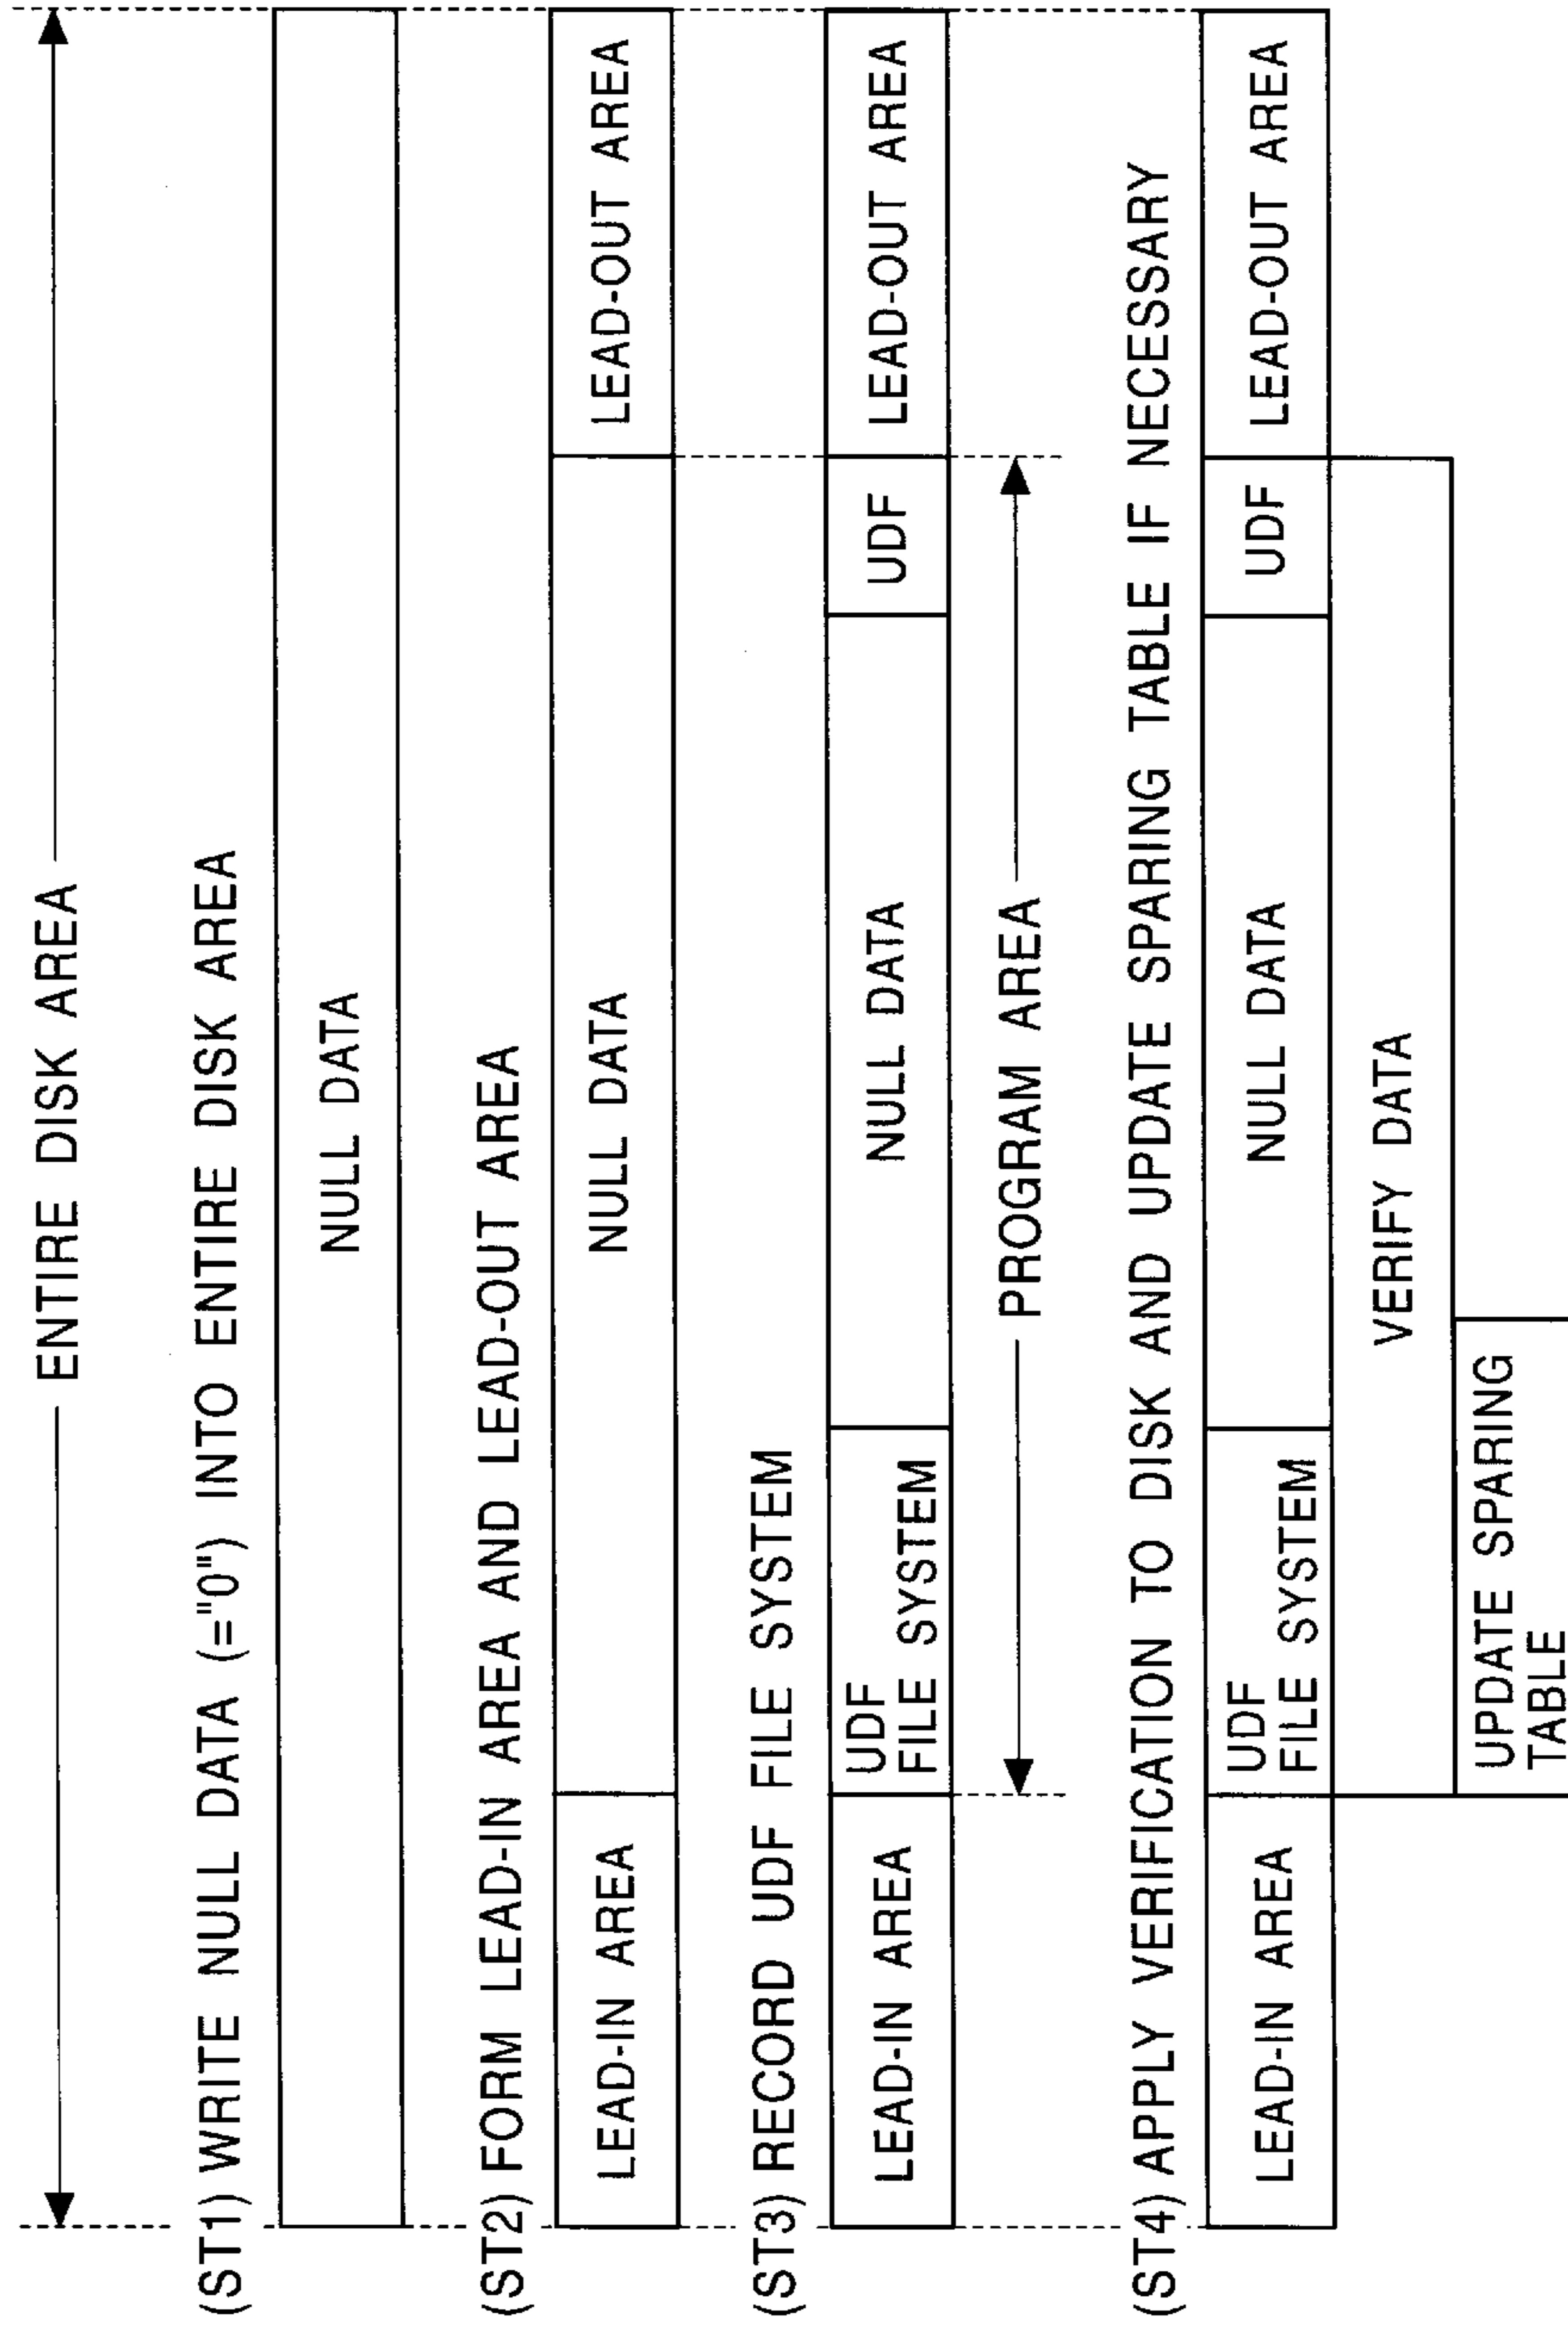 ENTIRE DISK AREA
(ST1) WRITE NULL DATA (="0") INTO ENTIRE DISK AREA
NULL DATA
(ST2) FORM LEAD-IN AREA AND LEAD-OUT AREA
LEAD-IN AREA
NULL DATA
LEAD-OUT AREA
(ST3) RECORD UDF FILE SYSTEM
LEAD-IN AREA
UDF
FILE SYSTEM
NULL DATA
UDF
LEAD-OUT AREA
PROGRAM AREA
(ST4) APPLY VERIFICATION TO DISK AND UPDATE SPARING TABLE IF NECESSARY
LEAD-IN AREA
UDF
FILE SYSTEM
NULL DATA
UDF
LEAD-OUT AREA
VERIFY DATA
UPDATE SPARING
TABLE